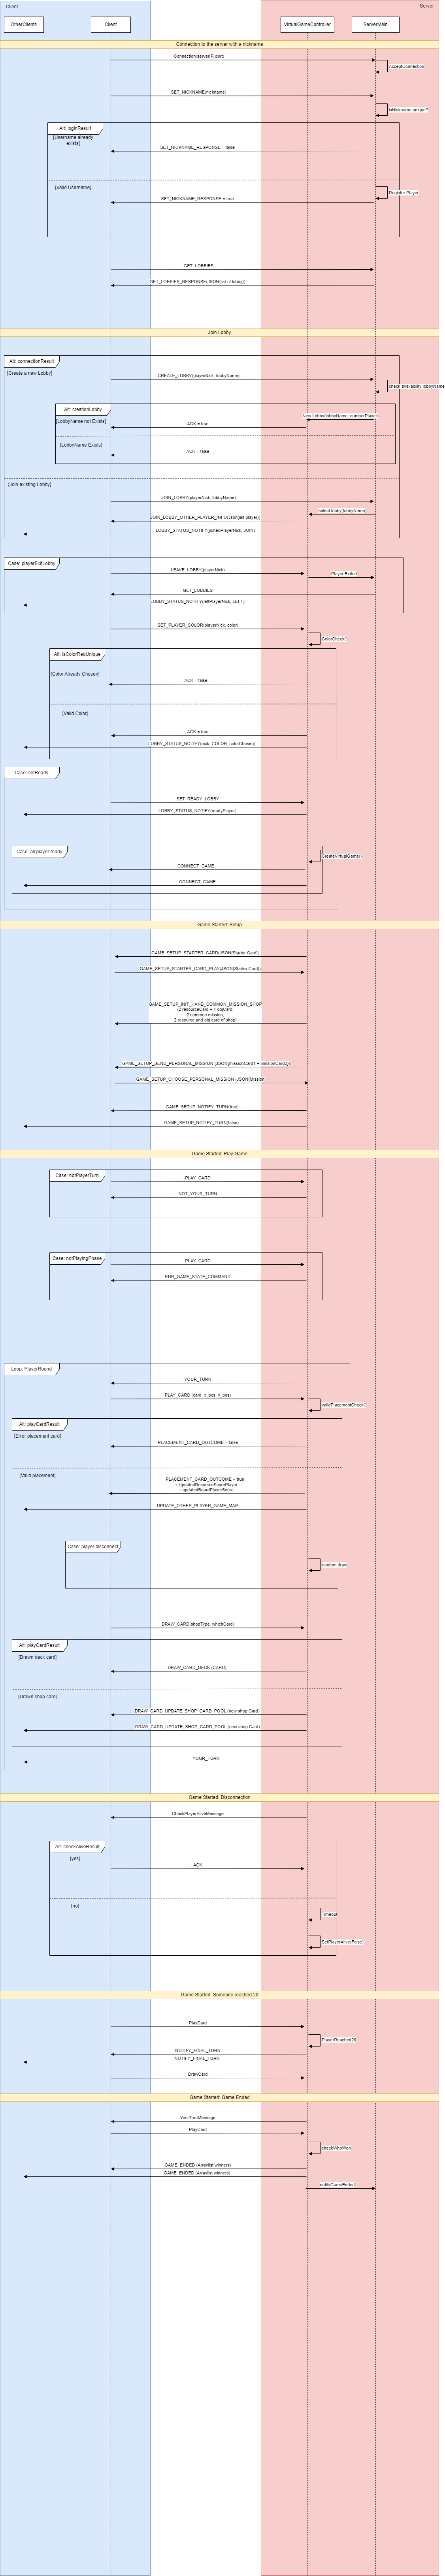 Client
Server
OtherClients
Client
VirtualGameController
ServerMain
Connection to the server with a nickname
Connection(serverIP, port)
AcceptConnection
SET_NICKNAME(nickname)
isNickname unique?
Alt: loginResult
[Username already
exists]
SET_NICKNAME_RESPONSE = false
[Valid Username]
Register Player
SET_NICKNAME_RESPONSE = true
GET_LOBBIES
GET_LOBBIES_RESPONSE(JSON(list of lobby))
Join Lobby
Alt: connectionResult
[Create a new Lobby]
CREATE_LOBBY(playerNick, lobbyName)
check availability lobbyName
Alt: creationLobby
New Lobby(lobbyName, numberPlayer)
[LobbyName not Exists]
ACK = true
[LobbyName Exists]
ACK = false
[Join existing Lobby]
JOIN_LOBBY(playerNick, lobbyName)
select lobby(lobbyName)
JOIN_LOBBY_OTHER_PLAYER_INFO(Json(list player))
LOBBY_STATUS_NOTIFY(joinedPlayerNick, JOIN)
Case: playerExitLobby
LEAVE_LOBBY(playerNick)
Player Exited
GET_LOBBIES
LOBBY_STATUS_NOTIFY(leftPlayerNick, LEFT)
SET_PLAYER_COLOR(playerNick, color)
ColorCheck()
Alt: isColorReqUnique
[Color Already Chosen]
ACK = false
[Valid Color]
ACK = true
LOBBY_STATUS_NOTIFY(nick, COLOR, colorChosen)
Case: setReady
SET_READY_LOBBY
LOBBY_STATUS_NOTIFY(readyPlayer)
Case: all player ready
CreateVirtualGame()
CONNECT_GAME
CONNECT_GAME
Game Started: Setup
GAME_SETUP_STARTER_CARD(JSON(Starter Card))
GAME_SETUP_STARTER_CARD_PLAY(JSON(Starter Card))
GAME_SETUP_INIT_HAND_COMMON_MISSION_SHOP
(2 resourceCard + 1 objCard.
2 common mission.
2 resource and obj card of shop)
GAME_SETUP_SEND_PERSONAL_MISSION (JSON(missionCard1 + missionCard2)
GAME_SETUP_CHOOSE_PERSONAL_MISSION (JSON(Mission))
GAME_SETUP_NOTIFY_TURN(true)
GAME_SETUP_NOTIFY_TURN(false)
Game Started: Play Game
Case: notPlayerTurn
PLAY_CARD
NOT_YOUR_TURN
Case: notPlayingPhase
PLAY_CARD
ERR_GAME_STATE_COMMAND
Loop: PlayerRound
YOUR_TURN
PLAY_CARD (card, x_pos, y_pos)
validPlacementCheck()
Alt: playCardResult
[Error placement card]
PLACEMENT_CARD_OUTCOME = false
[Valid placement]
PLACEMENT_CARD_OUTCOME = true
+ UpdatedResourceScorePlayer
+ updatedBoardPlayerScore
UPDATE_OTHER_PLAYER_GAME_MAP
Case: player disconnect
random draw
DRAW_CARD(shopType, whichCard)
Alt: playCardResult
[Drawn deck card]
DRAW_CARD_DECK (CARD)
[Drawn shop card]
DRAW_CARD_UPDATE_SHOP_CARD_POOL (new shop Card)
DRAW_CARD_UPDATE_SHOP_CARD_POOL (new shop Card)
YOUR_TURN
Game Started: Disconnection
CheckPlayerAliveMessage
Alt: checkAliveResult
[yes]
ACK
[no]
Timeout
SetPlayerAlive(False)
Game Started: Someone reached 20
PlayCard
PlayerReached20
NOTIFY_FINAL_TURN
NOTIFY_FINAL_TURN
DrawCard
Game Started: Game Ended
YourTurnMessage
PlayCard
checkWhoWon
GAME_ENDED (Arraylist winners)
GAME_ENDED (Arraylist winners)
notifyGameEnded